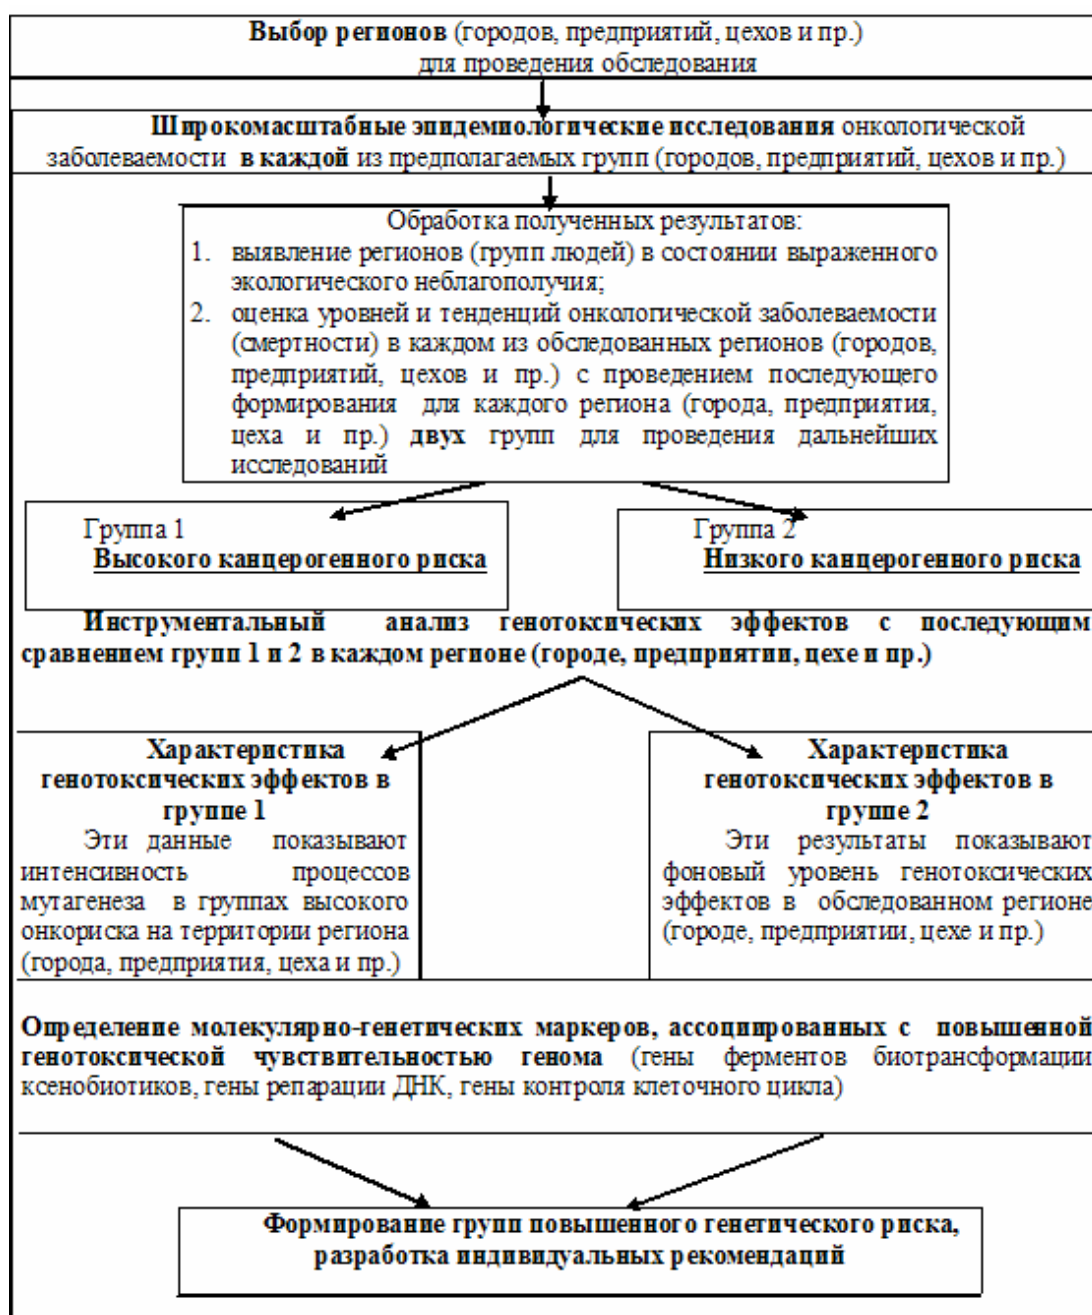 Выбор регионов (городов, предприятий, цехов и пр.)
для проведения обследования
Широкомасштабные эпидемиологические исследования онкологической
заболеваемости в каждой из предполагаемых групп (городов, предприятий, цехов и пр.)
Обработка полученных результатов:
1. выявление регионов (групп людей) в состоянии выраженного
экологического неблагополучия;
2. оценка уровней и тенденций онкологической заболеваемости
(смертности) в каждом из обследованных регионов (городов,
предприятий, цехов и пр.) с проведением последующего
формирования для каждого региона (города, предприятия,
цеха и пр.) двух групп для проведения дальнейших
исследований
Группа 1
Высокого канцерогенного риска
Группа 2
Низкого канцерогенного риска
Инструментальный анализ генотоксических эффектов с последующим
сравнением групп 1 и 2 в каждом регионе (городе, предприятии, цехе и пр.)
Характеристика
генотоксических эффектов в
группе 1
Эти данные показывают
интенсивность процессов
мутагенеза в группах высокого
онкориска на территории региона
(города, предприятия, цеха и пр.)
Характеристика
генотоксических эффектов в
группе 2
Эти результаты показывают
фоновый уровень генотоксических
эффектов в обследованном регионе
(городе, предприятии, цехе и пр.)
Определение молекулярно-генетических маркеров, ассоциированных с повышенной
генотоксической чувствительностью генома (гены ферментов биотрансформации
ксенобиотиков, гены репарации ДНК, гены контроля клеточного цикла)
Формирование групп повышенного генетического риска,
разработка индивидуальных рекомендаций